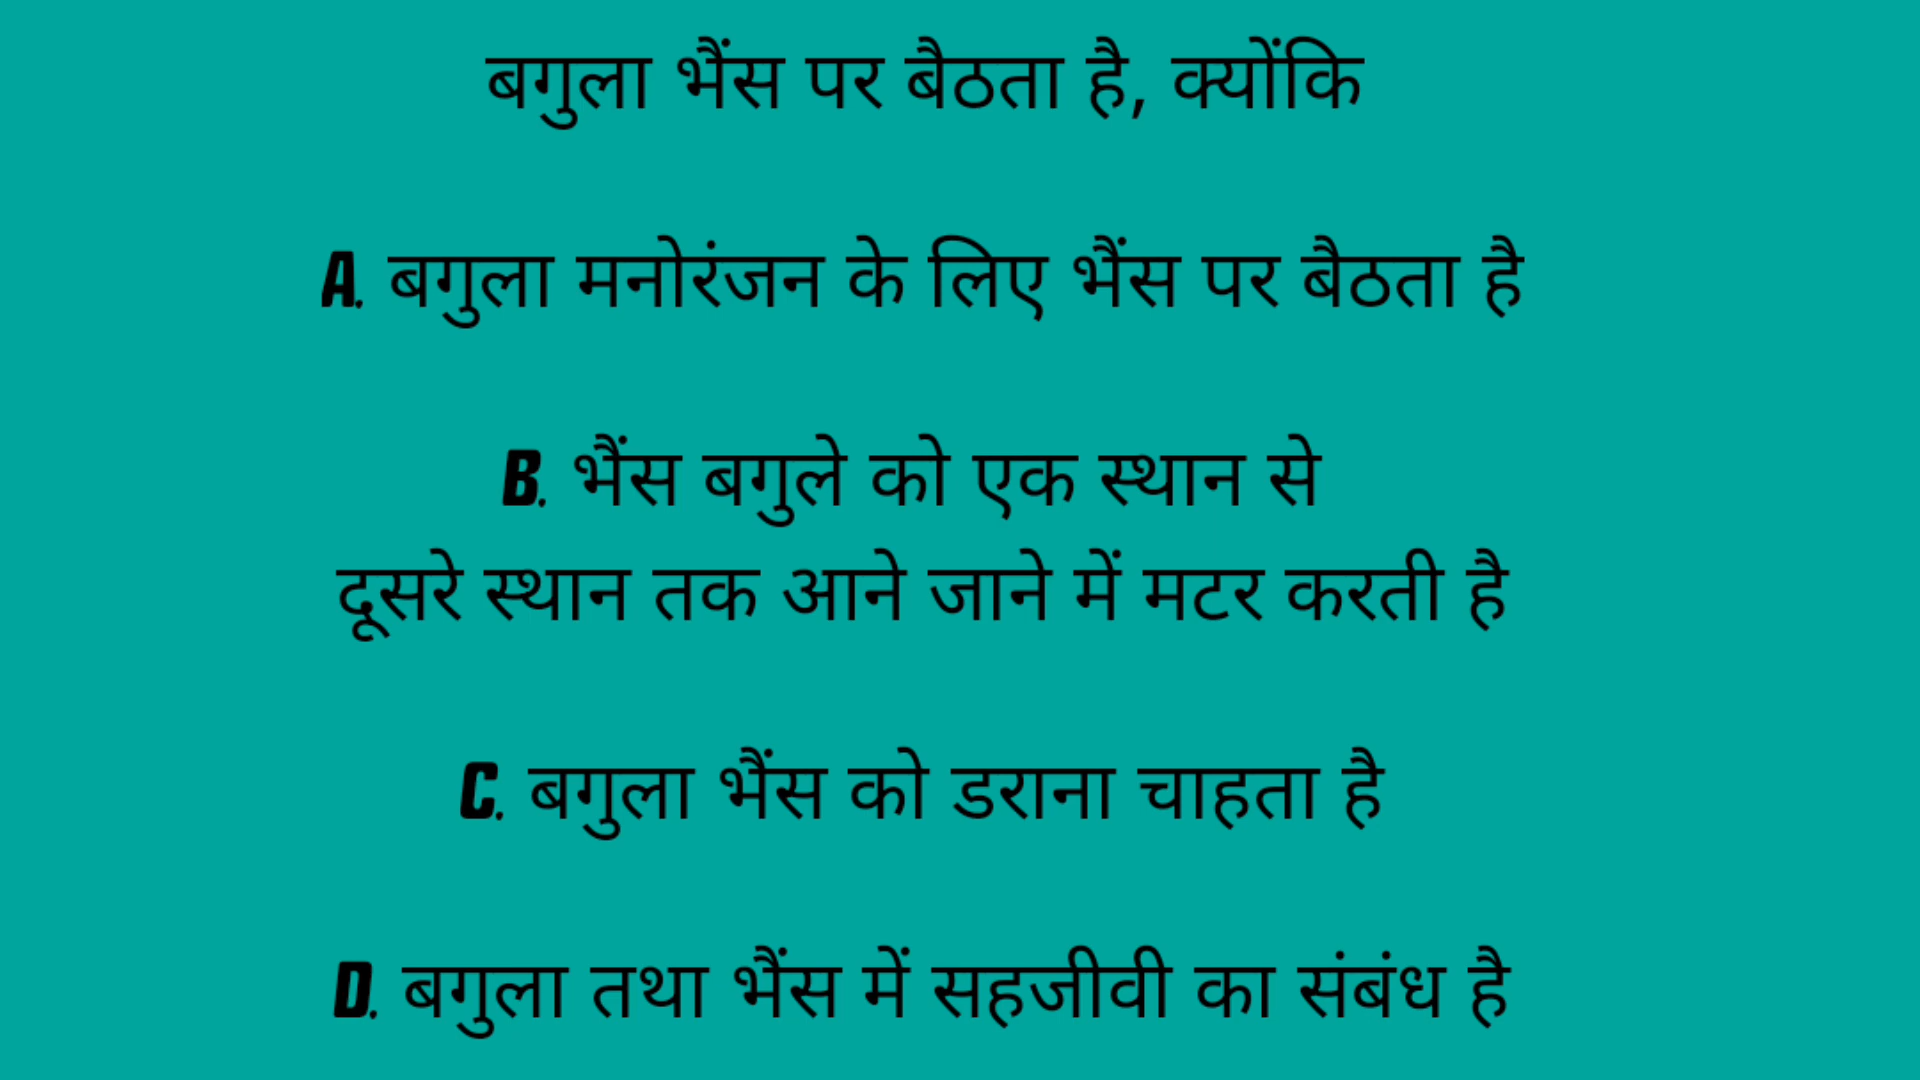 बगुला भैंस पर बैठता है, क्योंकि
A. बगुला मनोरंजन के लिए भैंस पर बैठता है
B. भैंस बगुले को एक स्थान से
दूसरे स्थान तक आने जाने में मटर करती है
C. बगुला भैंस को डराना चाहता है
D. बगुला तथा भैंस में सहजीवी का संबंध है